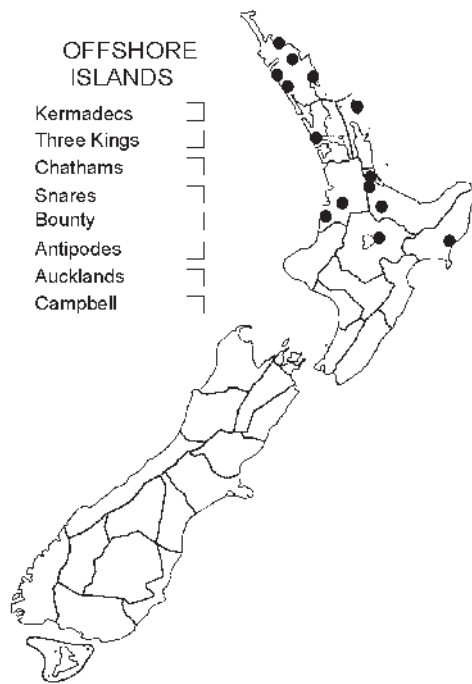 OFFSHORE
ISLANDS
Kermadecs
Three Kings
Chathams
Snares
Bounty
Antipodes
Aucklands
Campbell